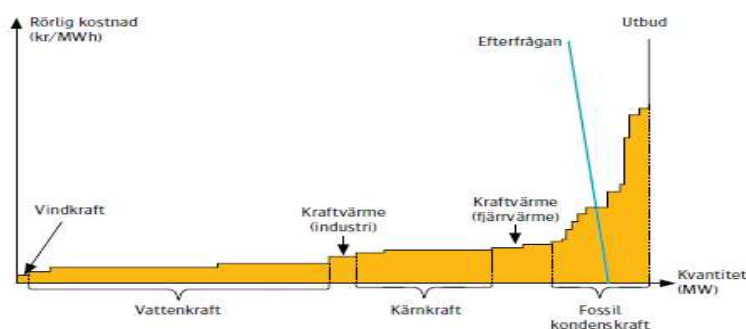 Rörlig kostnad
(kr/MWh)
Utbud
Efterfrågan
Vindkraft
Kraftvärme
(industri)
Kraftvärme
(fjärrvärme)
Kvantitet
(MW)
Vattenkraft
Kärnkraft
Fossil
kondenskraft